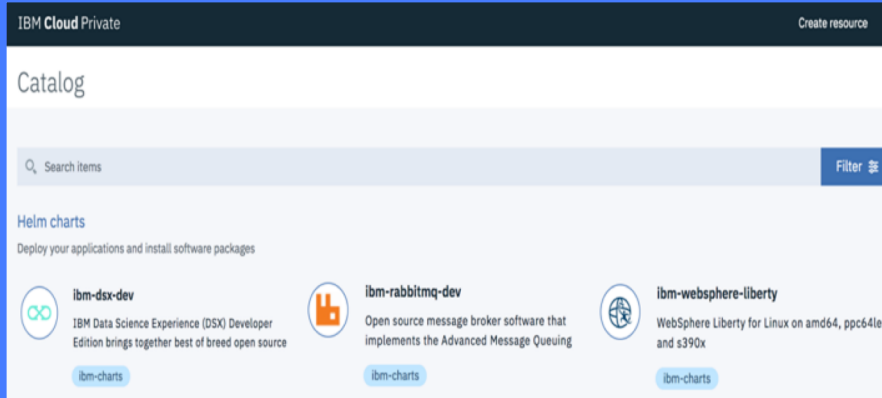 IBM Cloud Private
Create resource
Catalog
Search items
Filter
Helm charts
Deploy your applications and install software packages
ibm-dsx-dev
IBM Data Science Experience (DSX) Developer
Edition brings together best of breed open source
ibm-charts
ibm-rabbitmq-dev
Open source message broker software that
implements the Advanced Message Queuing
ibm-charts
ibm-websphere-liberty
WebSphere Liberty for Linux on amd64, ppc64le
and s390x
ibm-charts